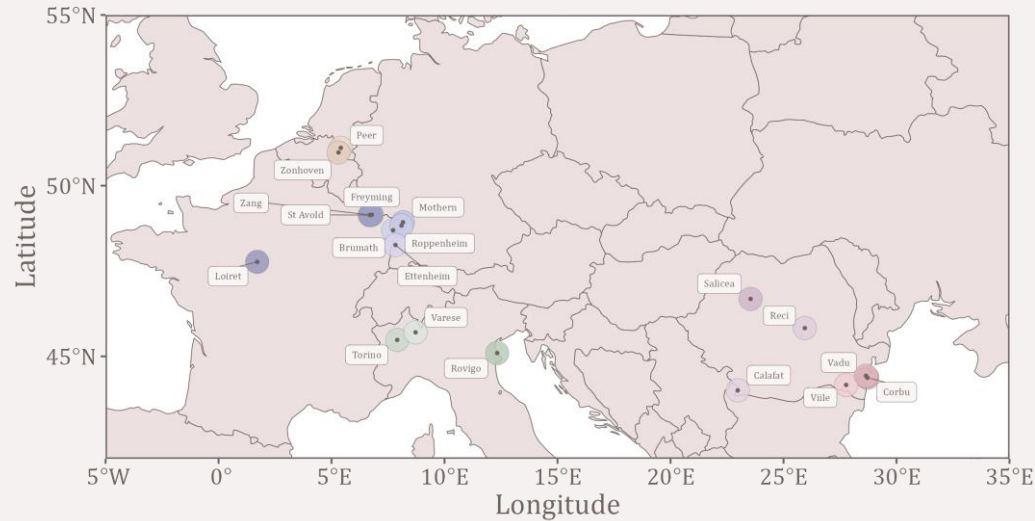 55°N
Peer
Zonhoven
50°N
Freyming
Zang
Mothern
St Avold
Brumath
Roppenheim
Loiret
Ettenheim
Salicea
Varese
Reci
Torino
Rovigo
45°N
Vadu
Calafat
Viile
Corbu
5°W
0°
5°E
10°E
15°E
20°E
25°E
30°E
35°E
Longitude
Latitude